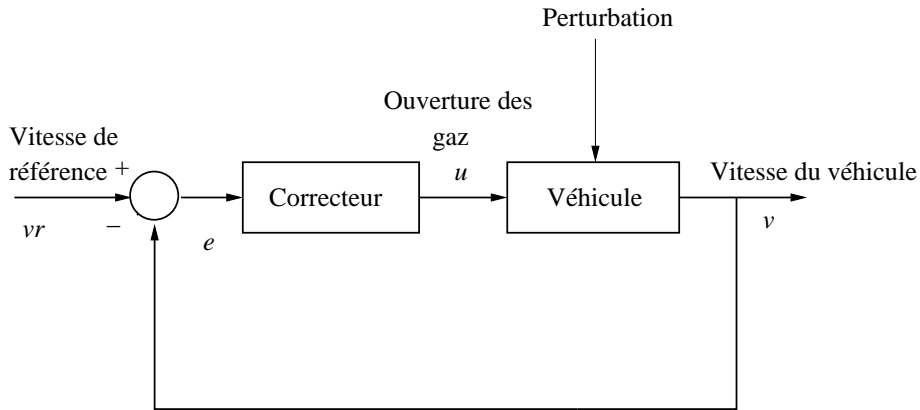 Perturbation
Ouverture des
gaz
u
Vitesse de
référence +
vr
−
e
Correcteur
Véhicule
Vitesse du véhicule
v